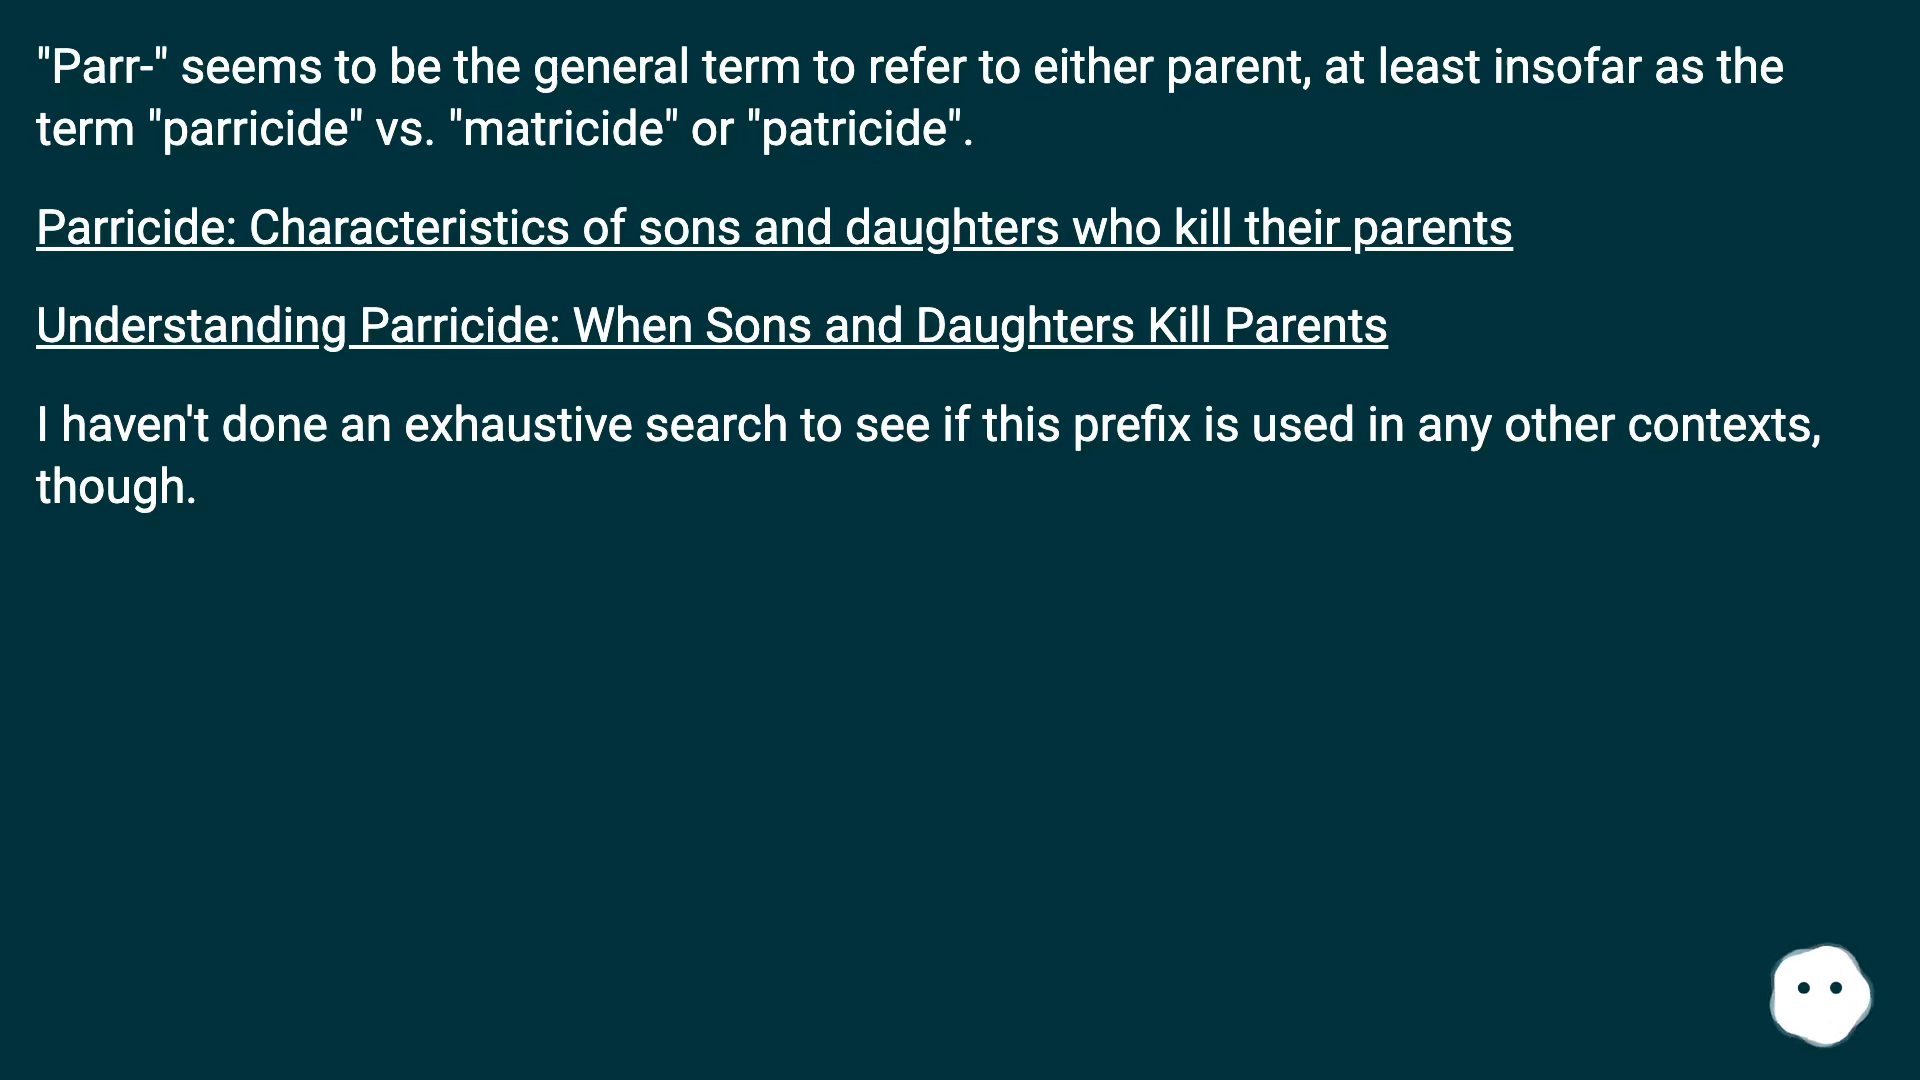 "Parr-" seems to be the general term to refer to either parent, at least insofar as the
term "parricide" vs. "matricide" or "patricide".
Parricide: Characteristics of sons and daughters who kill their parents
Understanding Parricide: When Sons and Daughters Kill Parents
I haven't done an exhaustive search to see if this prefix is used in any other contexts,
though.